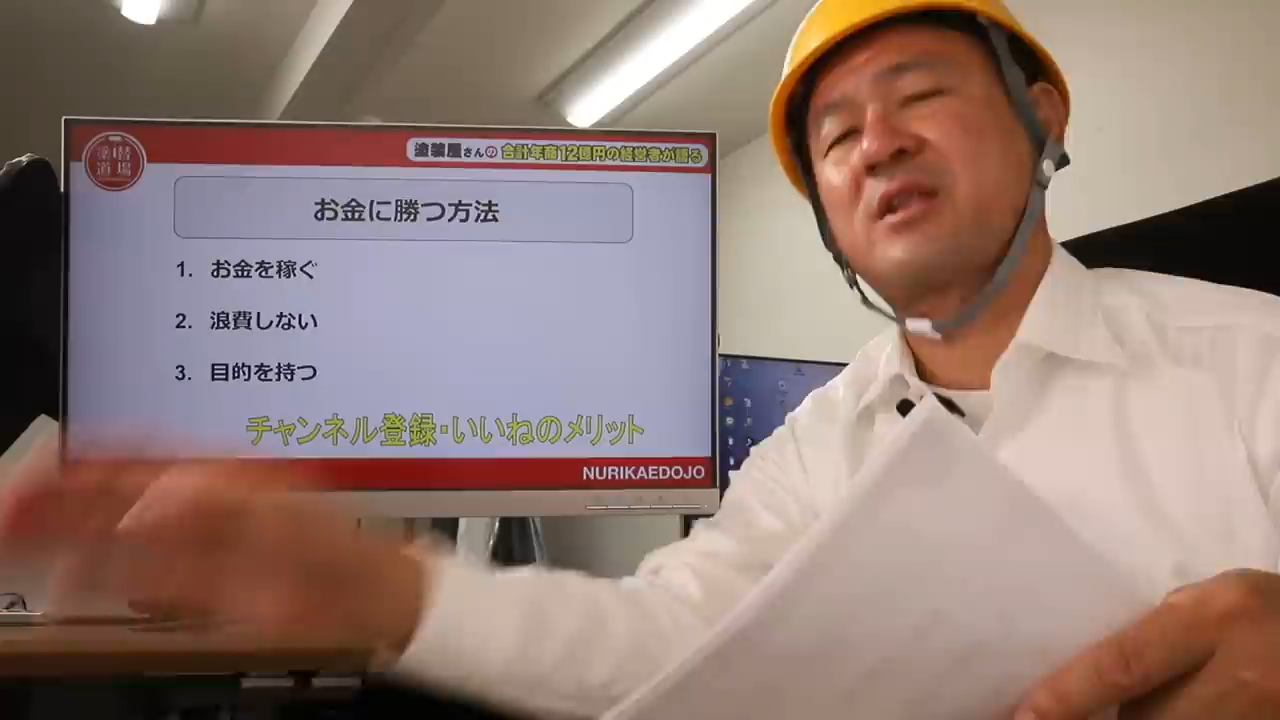 塗替
道場
塗装屋さんの 合計年商12億円の経営者が語る
お金に勝つ方法
1. お金を稼ぐ
2. 浪費しない
3. 目的を持つ
チャンネル登録・いいねのメリット
NURIKAEDOJO